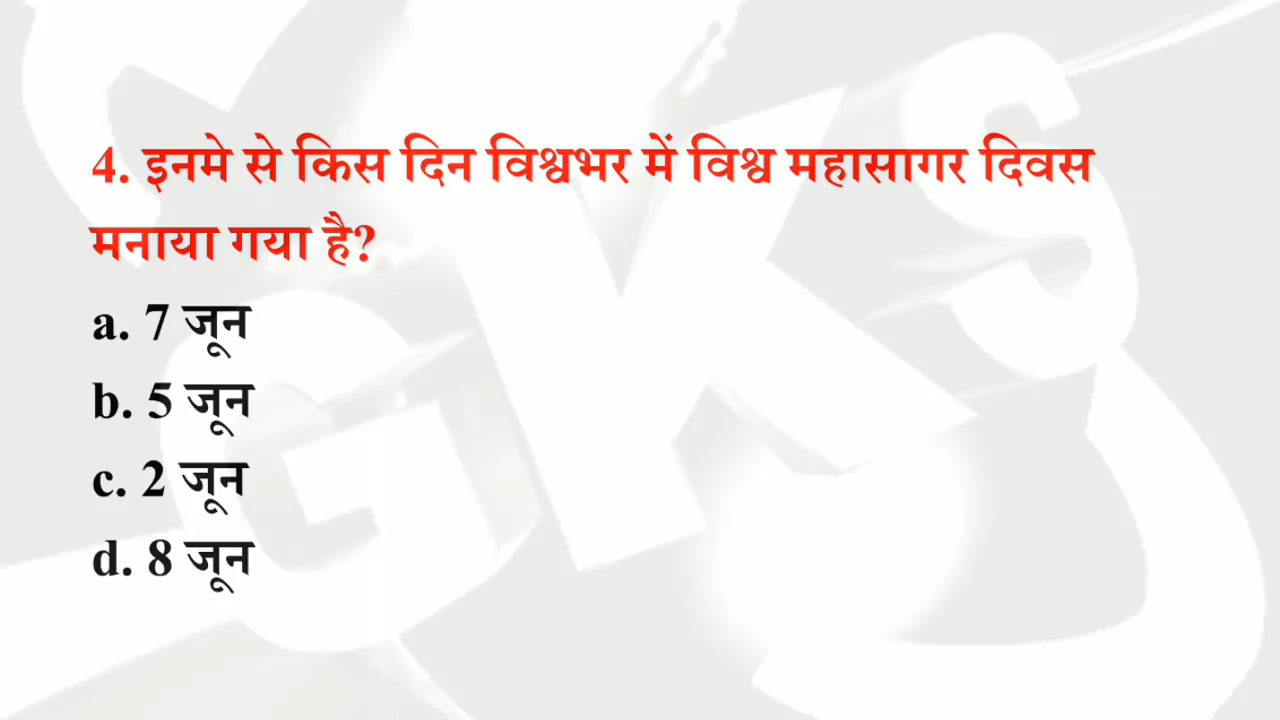 4. इनमे से किस दिन विश्वभर में विश्व महासागर दिवस
मनाया गया है?
a. 7 जून
b. 5 जून
c. 2 जून
d. 8 जून